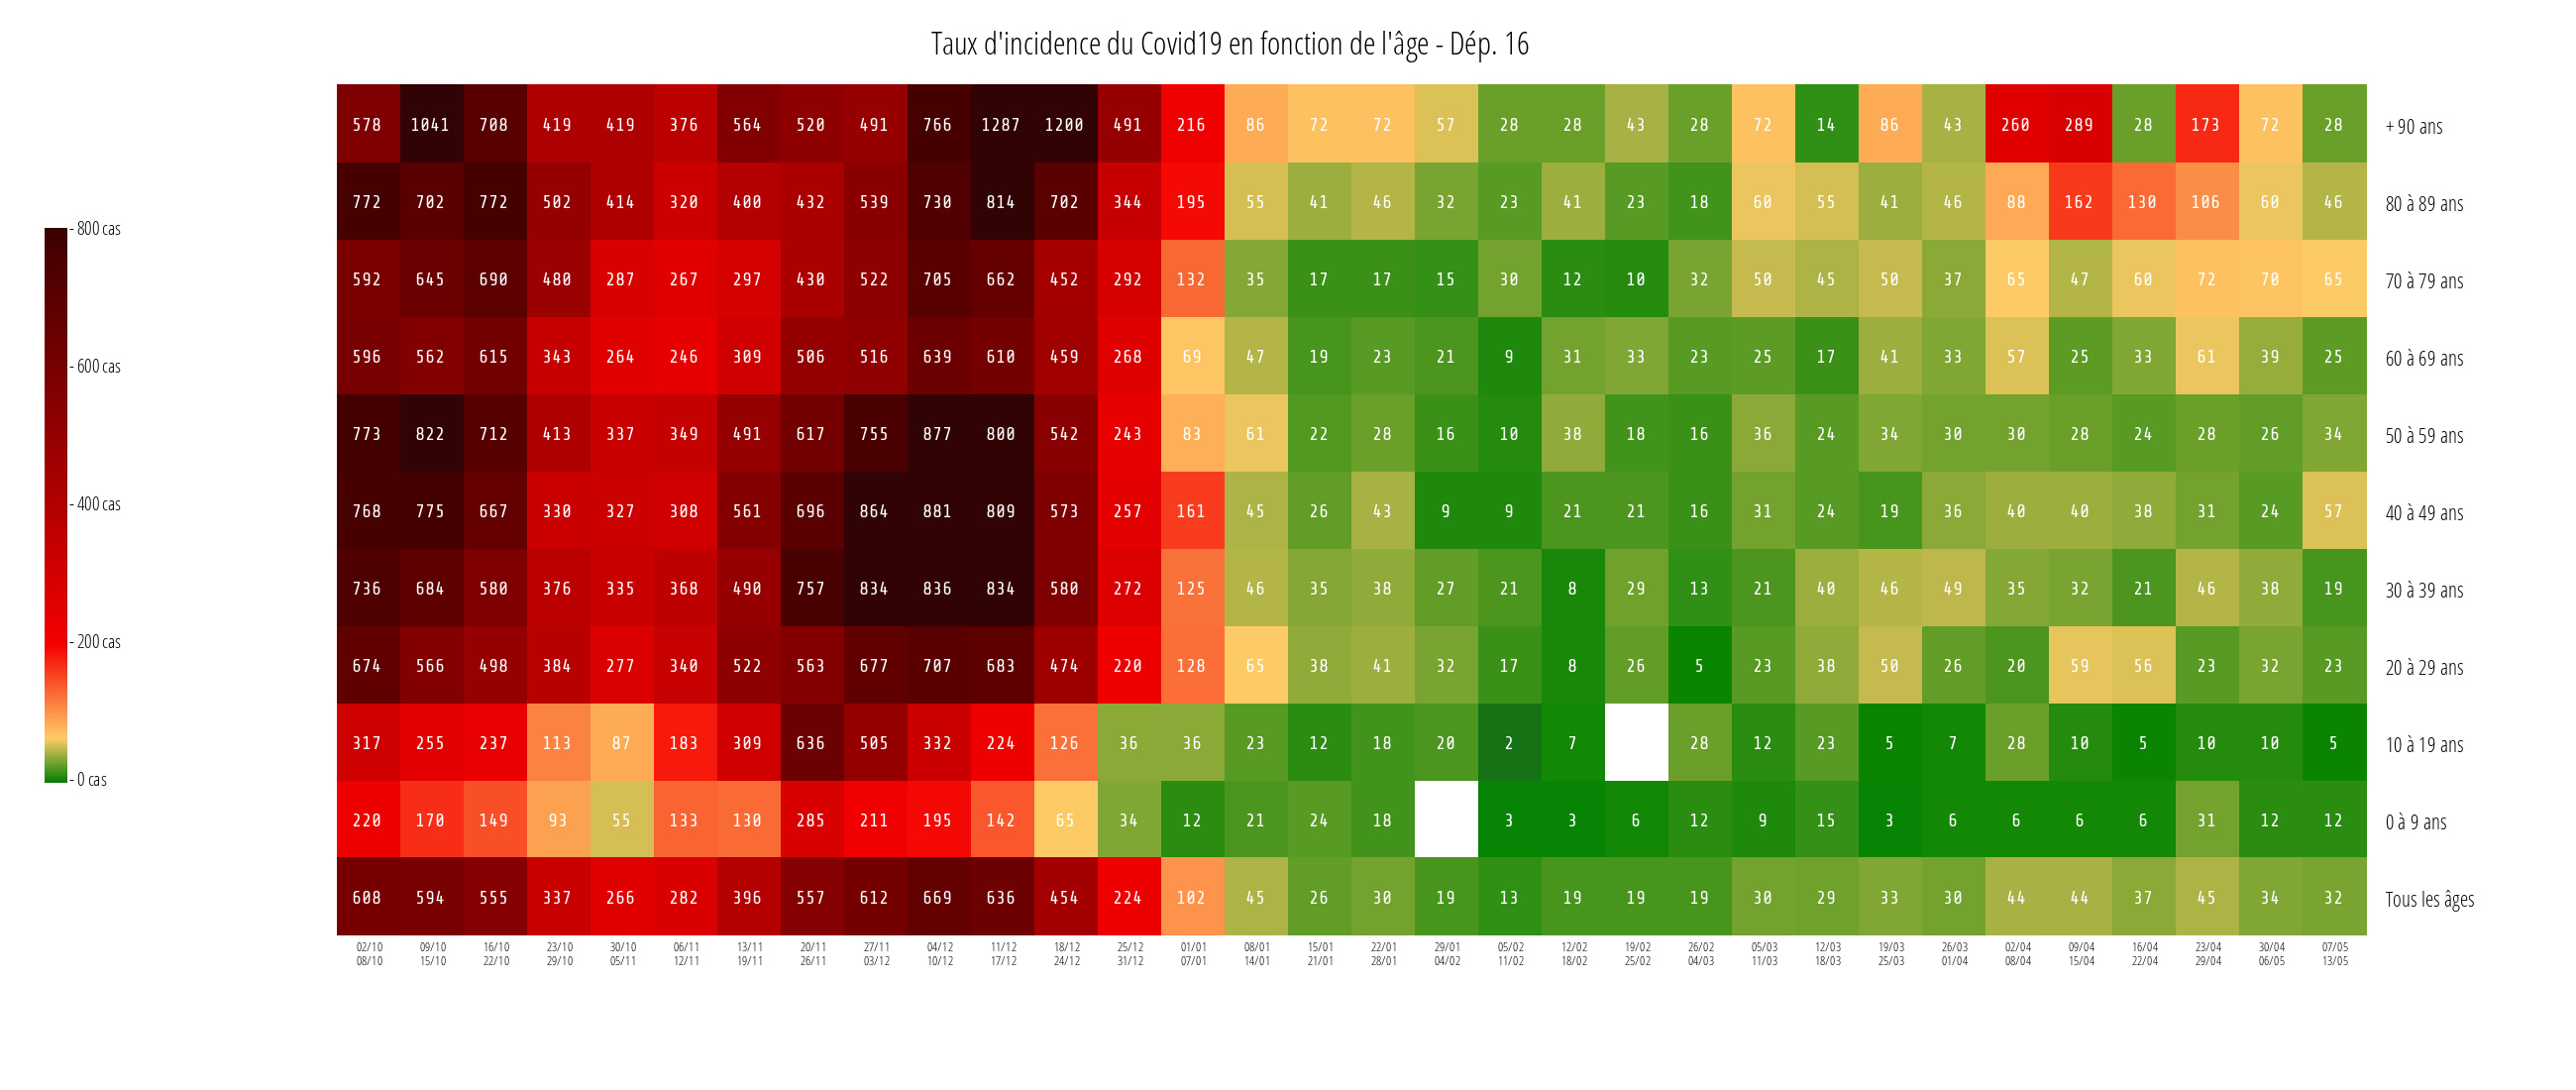 Taux d'incidence du Covid19 en fonction de l'âge - Dép. 16
578 1041 708 419 419 376 564 520 491 766 1287 1200 491 216 86 72 72 57 28 28 43 28 72 14 86 43 260 289 28 173 72 28 + 90 ans
772 702 772 502 414 320 400 432 539 730 814 702 344 195 55 41 46 32 23 41 23 18 60 55 41 46 88 162 130 106 60 46 80 à 89 ans
- 800 cas
592 645 690 480 287 267 297 430 522 705 662 452 292 132 35 17 17 15 30 12 10 32 50 45 50 37 65 47 60 72 70 65 70 à 79 ans
596 562 615 343 264 246 309 506 516 639 610 459 268 69 47 19 23 21 9 31 33 23 25 17 41 33 57 25 33 61 39 25 60 à 69 ans
- 600 cas
773 822 712 413 337 349 491 617 755 877 800 542 243 83 61 22 28 16 10 38 18 16 36 24 34 30 30 28 24 28 26 34 50 à 59 ans
- 400 cas
768 775 667 330 327 308 561 696 864 881 809 573 257 161 45 26 43 9 9 21 21 16 31 24 19 36 40 40 38 31 24 57 40 à 49 ans
736 684 580 376 335 368 490 757 834 836 834 580 272 125 46 35 38 27 21 8 29 13 21 40 46 49 35 32 21 46 38 19 30 à 39 ans
- 200 cas
674 566 498 384 277 340 522 563 677 707 683 474 220 128 65 38 41 32 17 8 26 5 23 38 50 26 20 59 56 23 32 23 20 à 29 ans
317 255 237 113 87 183 309 636 505 332 224 126 36 36 23 12 18 20 2 7 28 12 23 5 7 28 10 5 10 10 5 10 à 19 ans
- 0 cas
220 170 149 93 55 133 130 285 211 195 142 65 34 12 21 24 18 3 3 6 12 9 15 3 6 6 6 6 31 12 12 0 à 9 ans
608 594 555 337 266 282 396 557 612 669 636 454 224 102 45 26 30 19 13 19 19 19 30 29 33 30 44 44 37 45 34 32 Tous les âges
02/10 09/10 16/10 23/10 30/10 06/11 13/11 20/11 27/11 04/12 11/12 18/12 25/12 01/01 08/01 15/01 22/01 29/01 05/02 12/02 19/02 26/02 05/03 12/03 19/03 26/03 02/04 09/04 16/04 23/04 30/04 07/05
08/10 15/10 22/10 29/10 05/11 12/11 19/11 26/11 03/12 10/12 17/12 24/12 31/12 07/01 14/01 21/01 28/01 04/02 11/02 18/02 25/02 04/03 11/03 18/03 25/03 01/04 08/04 15/04 22/04 29/04 06/05 13/05